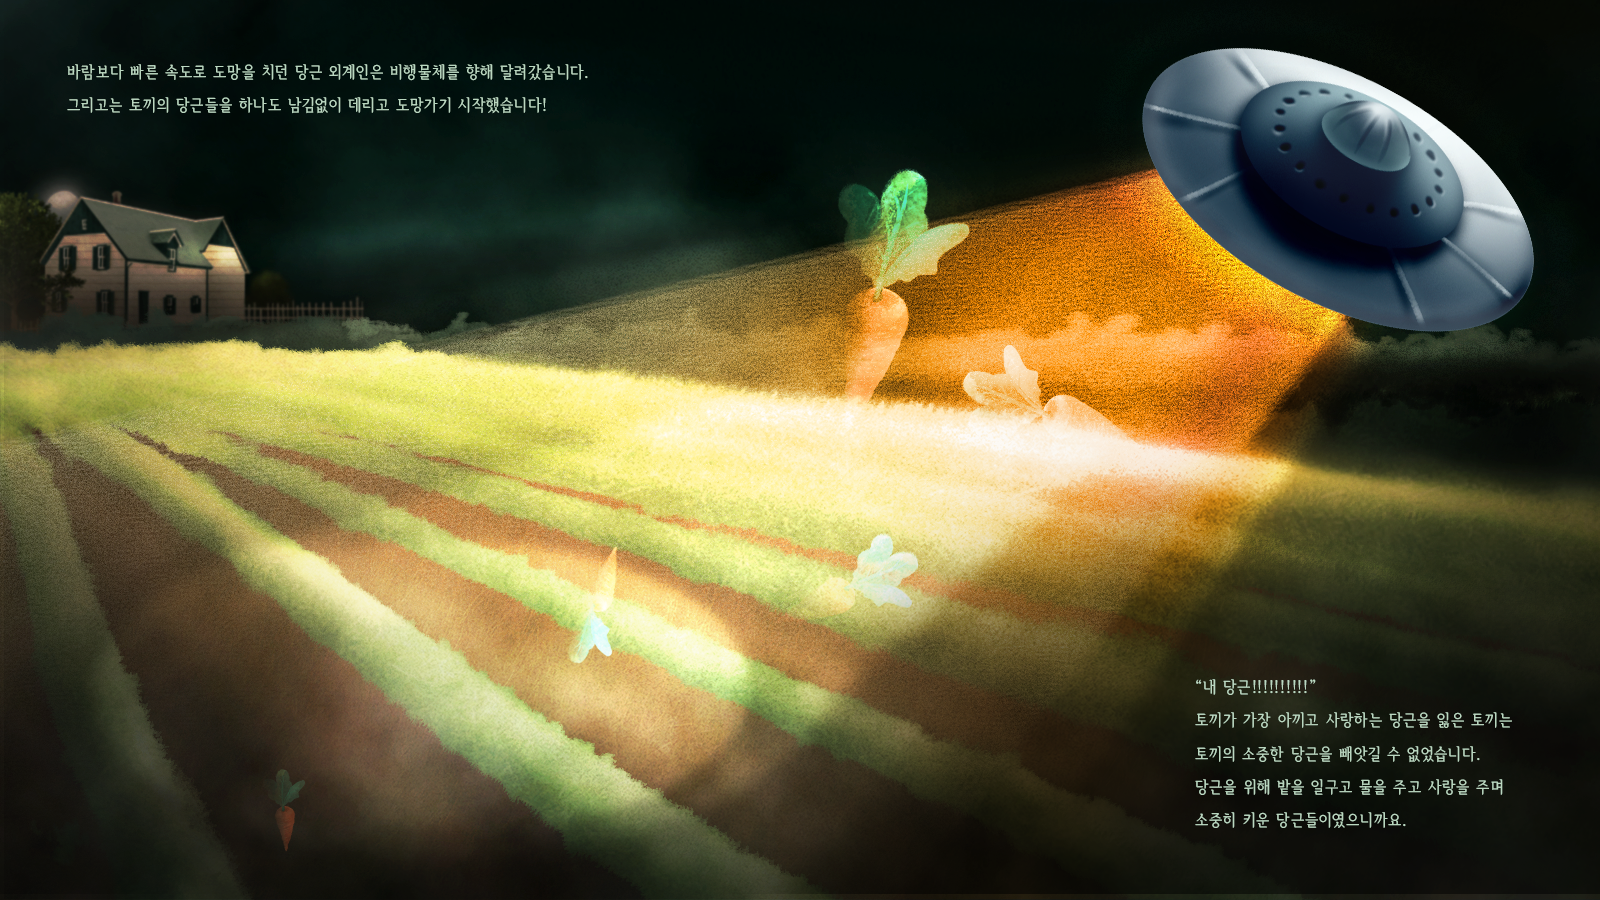 바람보다 빠른 속도로 도망을 치던 당근 외계인은 비행물체를 향해 달려갔습니다.
그리고는 토끼의 당근들을 하나도 남김없이 데리고 도망가기 시작했습니다!
“내 당근!!!!!!!!!!”
토끼가 가장 아끼고 사랑하는 당근을 잃은 토끼는
토끼의 소중한 당근을 빼앗길 수 없었습니다.
당근을 위해 밭을 일구고 물을 주고 사랑을 주며
소중히 키운 당근들이였으니까요.